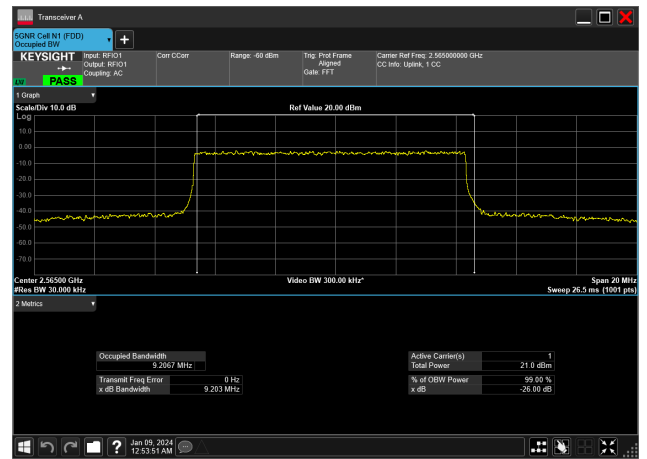 Transceiver A
5GNR Cell N1 (FDD)
Occupied BW
KEYSIGHT
Input: RFIO1
Output: RFIO1
Coupling: AC
Corr CCorr
Range: -60 dBm
Trig: Prot Frame
Aligned
Gate: FFT
Carrier Ref Freq: 2.565000000 GHz
CC Info: Uplink, 1 CC
PASS
1 Graph
Scale/Div 10.0 dB
Ref Value 20.00 dBm
Log
10.0
0.00
-10.0
-20.0
-30.0
-40.0
-50.0
-60.0
-70.0
Center 2.56500 GHz
Video BW 300.00 kHz*
Span 20 MHz
#Res BW 30.000 kHz
Sweep 26.5 ms (1001 pts)
2 Metrics
Occupied Bandwidth
9.2067 MHz
Active Carrier(s) 1
Total Power 21.0 dBm
Transmit Freq Error 0 Hz
x dB Bandwidth 9.203 MHz
% of OBW Power 99.00 %
x dB -26.00 dB
?
Jan 09, 2024
12:53:51 AM